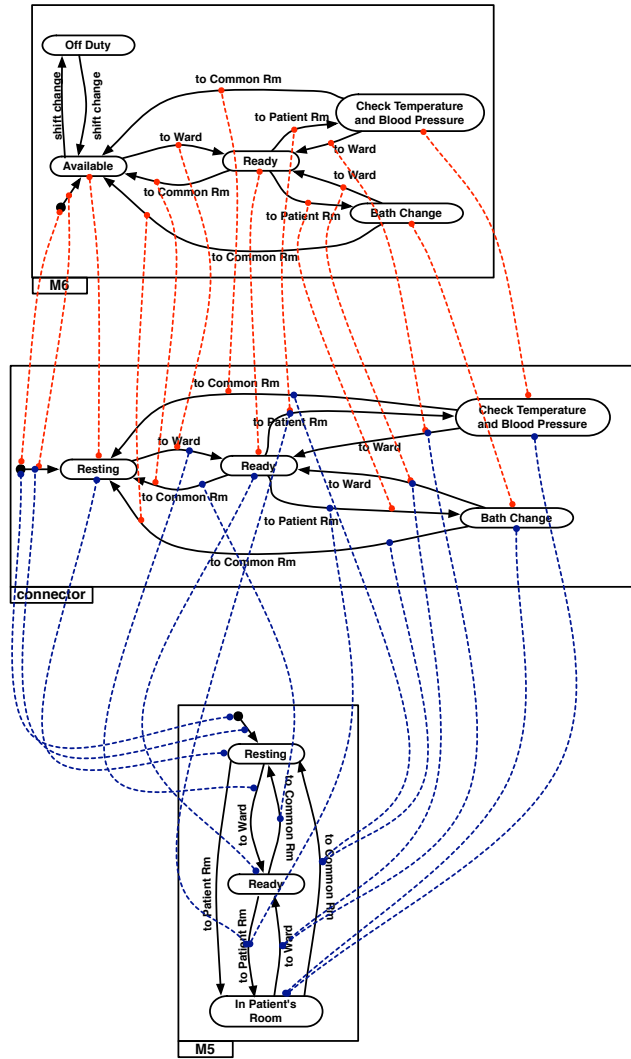 Off Duty
shift change
shift change
to Common Rm
Check Temperature
and Blood Pressure
to Patient Rm
to Ward
to Ward
Available
Ready
to Ward
to Common Rm
to Patient Rm
Bath Change
to Common Rm
M6
to Common Rm
Check Temperature
and Blood Pressure
to Patient Rm
to Ward
to Ward
Resting
Ready
to Ward
to Common Rm
to Patient Rm
Bath Change
to Common Rm
connector
Resting
to Common Rm
to Ward
to Patient Rm
to Common Rm
Ready
to Patient Rm
to Ward
In Patient's
Room
M5